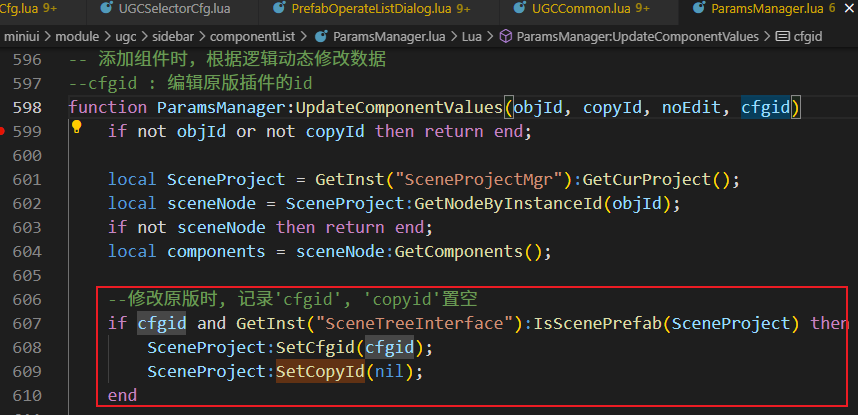 Cfg.lua 9+ UGCSelectorCfg.lua PrefabOperateListDialog.lua 9+ UGCCommon.lua 9+ ParamsManager.lua 6
miniui > module > ugc > sidebar > componentList > ParamsManager.lua > Lua > ParamsManager:UpdateComponentValues > cfgid
596 -- 添加组件时，根据逻辑动态修改数据
597 --cfgid : 编辑原版插件的id
598 function ParamsManager:UpdateComponentValues(objId, copyId, noEdit, cfgid)
599 if not objId or not copyId then return end;
600
601 local SceneProject = GetInst("SceneProjectMgr"):GetCurProject();
602 local sceneNode = SceneProject:GetNodeByInstanceId(objId);
603 if not sceneNode then return end;
604 local components = sceneNode:GetComponents();
605
606 --修改原版时, 记录'cfgid', 'copyid'置空
607 if cfgid and GetInst("SceneTreeInterface"):IsScenePrefab(SceneProject) then
608 SceneProject:SetCfgid(cfgid);
609 SceneProject:SetCopyId(nil);
610 end